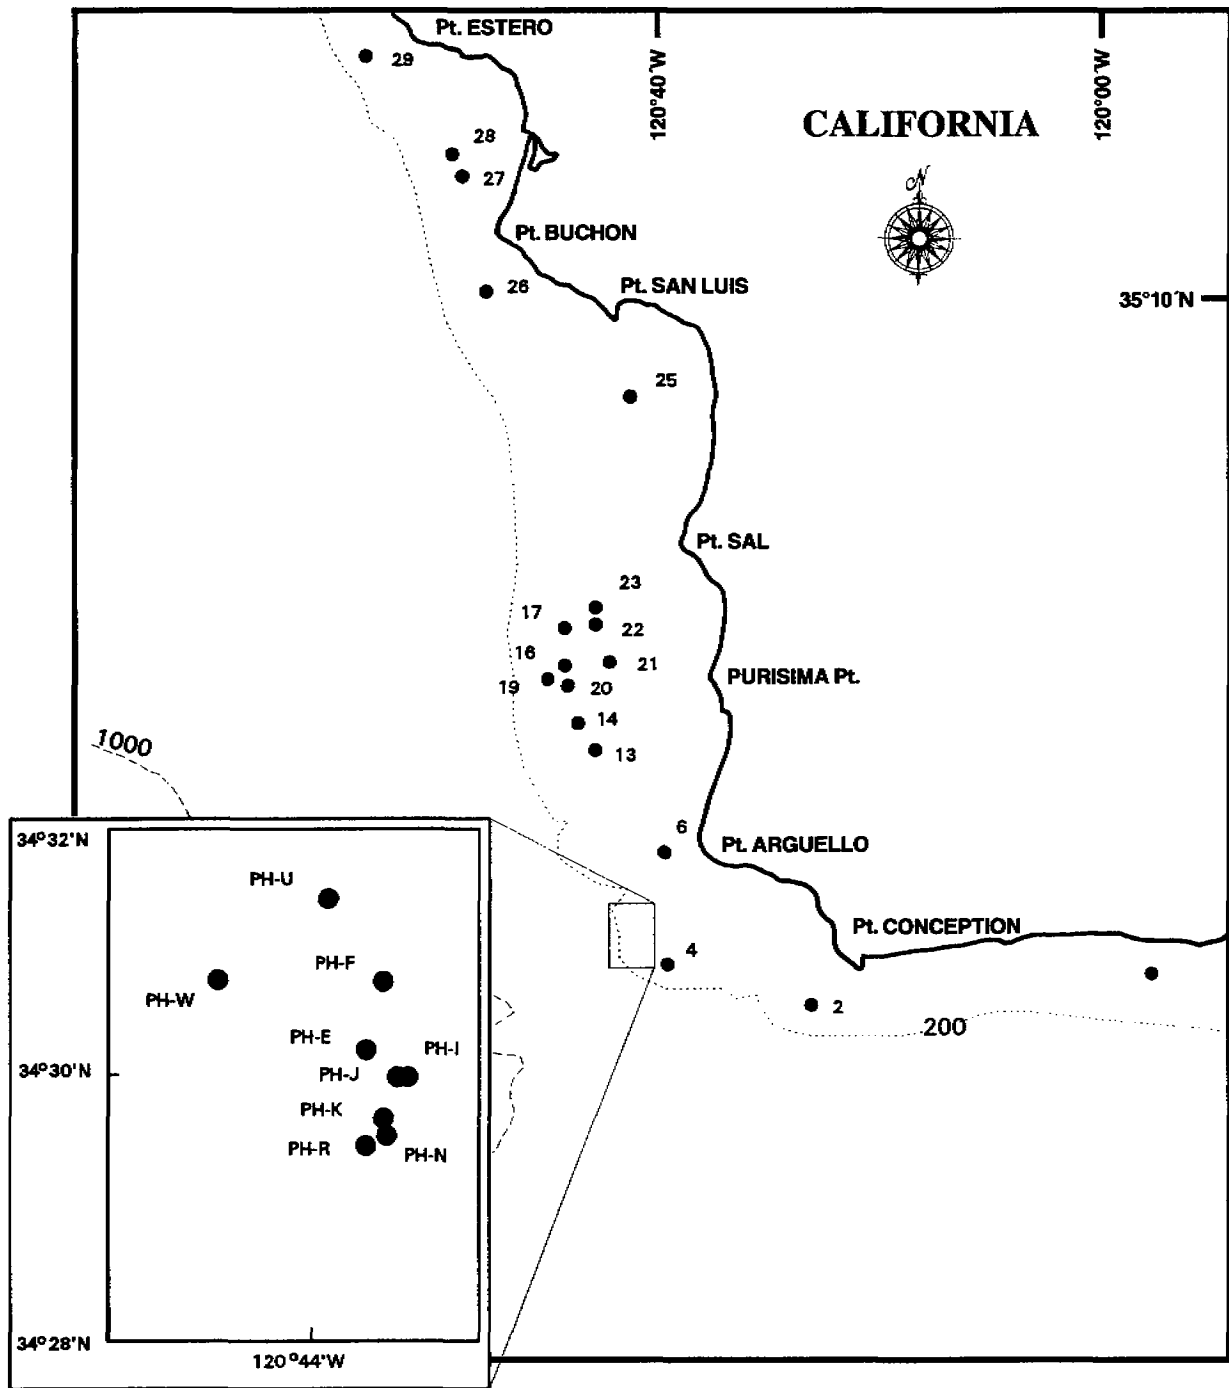 Pt. ESTERO
29
120°40´W
120°00´W
CALIFORNIA
28
27
N
Pt. BUCHON
26
Pt. SAN LUIS
35°10´N
25
Pt. SAL
23
17
22
16
21
PURISIMA Pt.
19
20
14
13
1000
6
Pt. ARGUELLO
34°32'N
PH-U
Pt. CONCEPTION
PH-F
4
PH-W
2
200
PH-E
PH-I
34°30'N
PH-J
PH-K
PH-R
PH-N
34°28'N
120°44'W